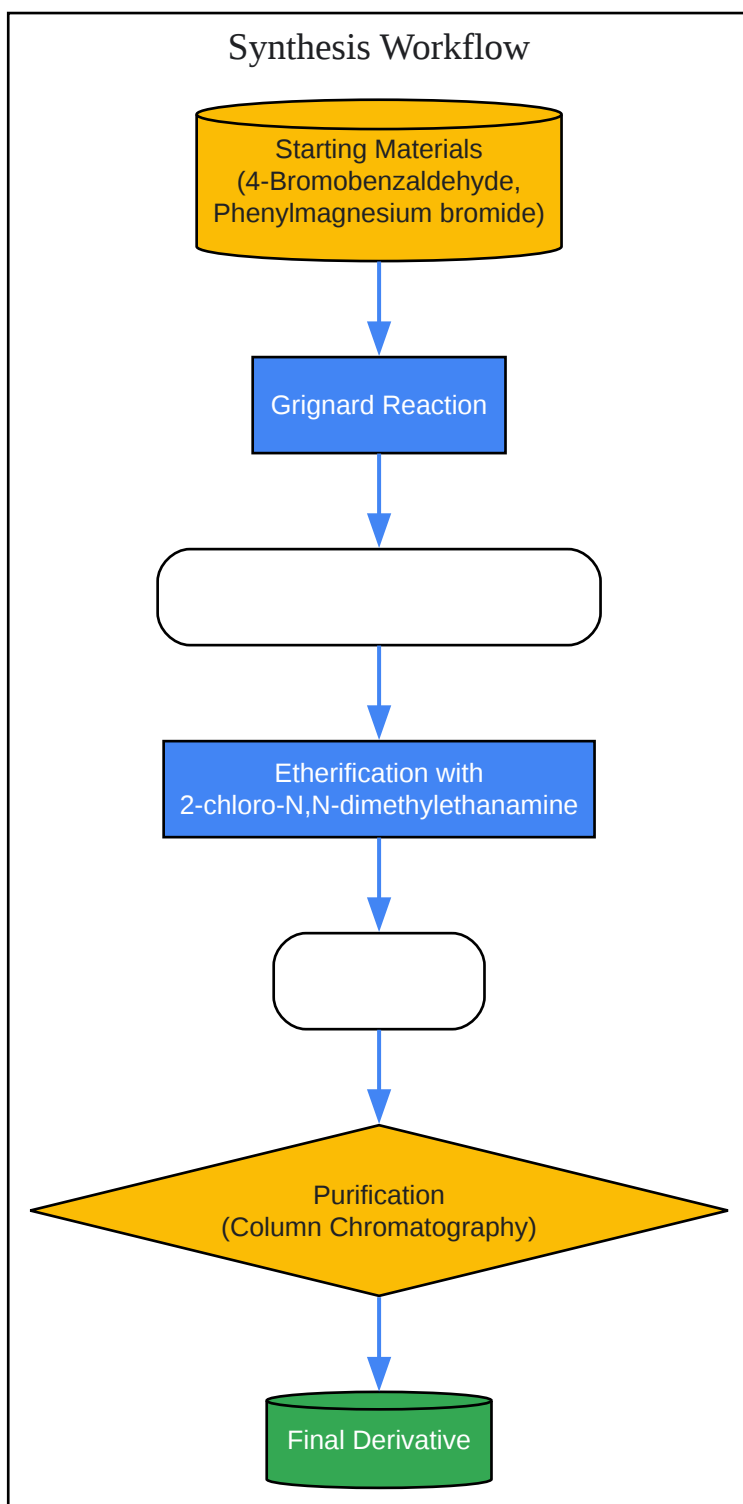 Synthesis Workflow
Starting Materials
(4-Bromobenzaldehyde,
Phenylmagnesium bromide)
Grignard Reaction
Etherification with
2-chloro-N,N-dimethylethanamine
Purification
(Column Chromatography)
Final Derivative